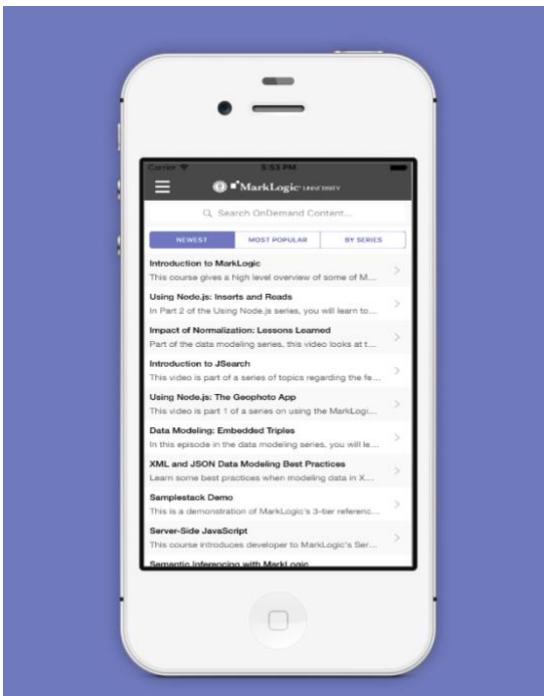 Carrier 5:53 PM
MarkLogic UNIVERSITY
Search OnDemand Content...
NEWEST MOST POPULAR BY SERIES
Introduction to MarkLogic
This course gives a high level overview of some of M...
Using Node.js: Inserts and Reads
In Part 2 of the Using Node.js series, you will learn to...
Impact of Normalization: Lessons Learned
Part of the data modeling series, this video looks at t...
Introduction to JSearch
This video is part of a series of topics regarding the fe...
Using Node.js: The Geophoto App
This video is part 1 of a series on using the MarkLogi...
Data Modeling: Embedded Triples
In this episode in the data modeling series, you will le...
XML and JSON Data Modeling Best Practices
Learn some best practices when modeling data in X...
Samplestack Demo
This is a demonstration of MarkLogic's 3-tier referenc...
Server-Side JavaScript
This course introduces developer to MarkLogic's Ser...
Semantic Inferencing with MarkLogic